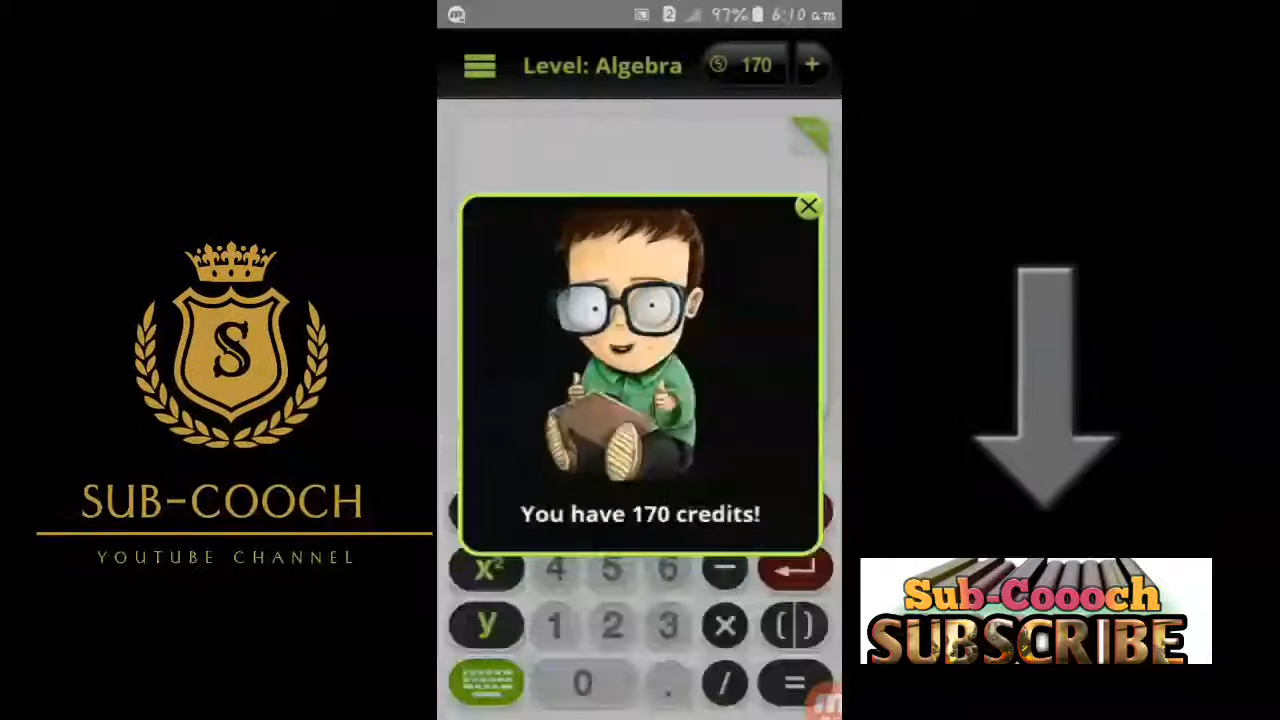 97% 6:10 am
Level: Algebra 170 +
You have 170 credits!
x² 4 5 6 −
y 1 2 3 × ( | )
0 . / =
S
SUB-COOCH
YOUTUBE CHANNEL
Sub-Coooch
SUBSCRIBE